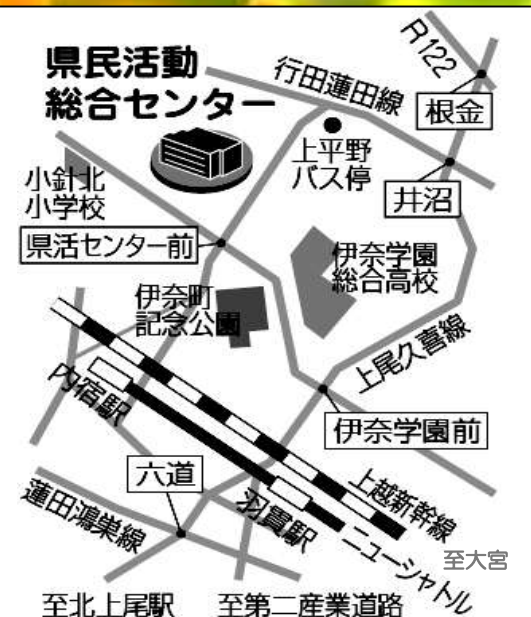 県民活動
総合センター
R122
行田蓮田線
根金
上平野
バス停
井沼
小針北
小学校
県活センター前
伊奈学園
総合高校
伊奈町
記念公園
上尾久喜線
内宿駅
伊奈学園前
六道
羽貫駅
上越新幹線
蓮田鴻巣線
ニューシャトル
至大宮
至北上尾駅
至第二産業道路